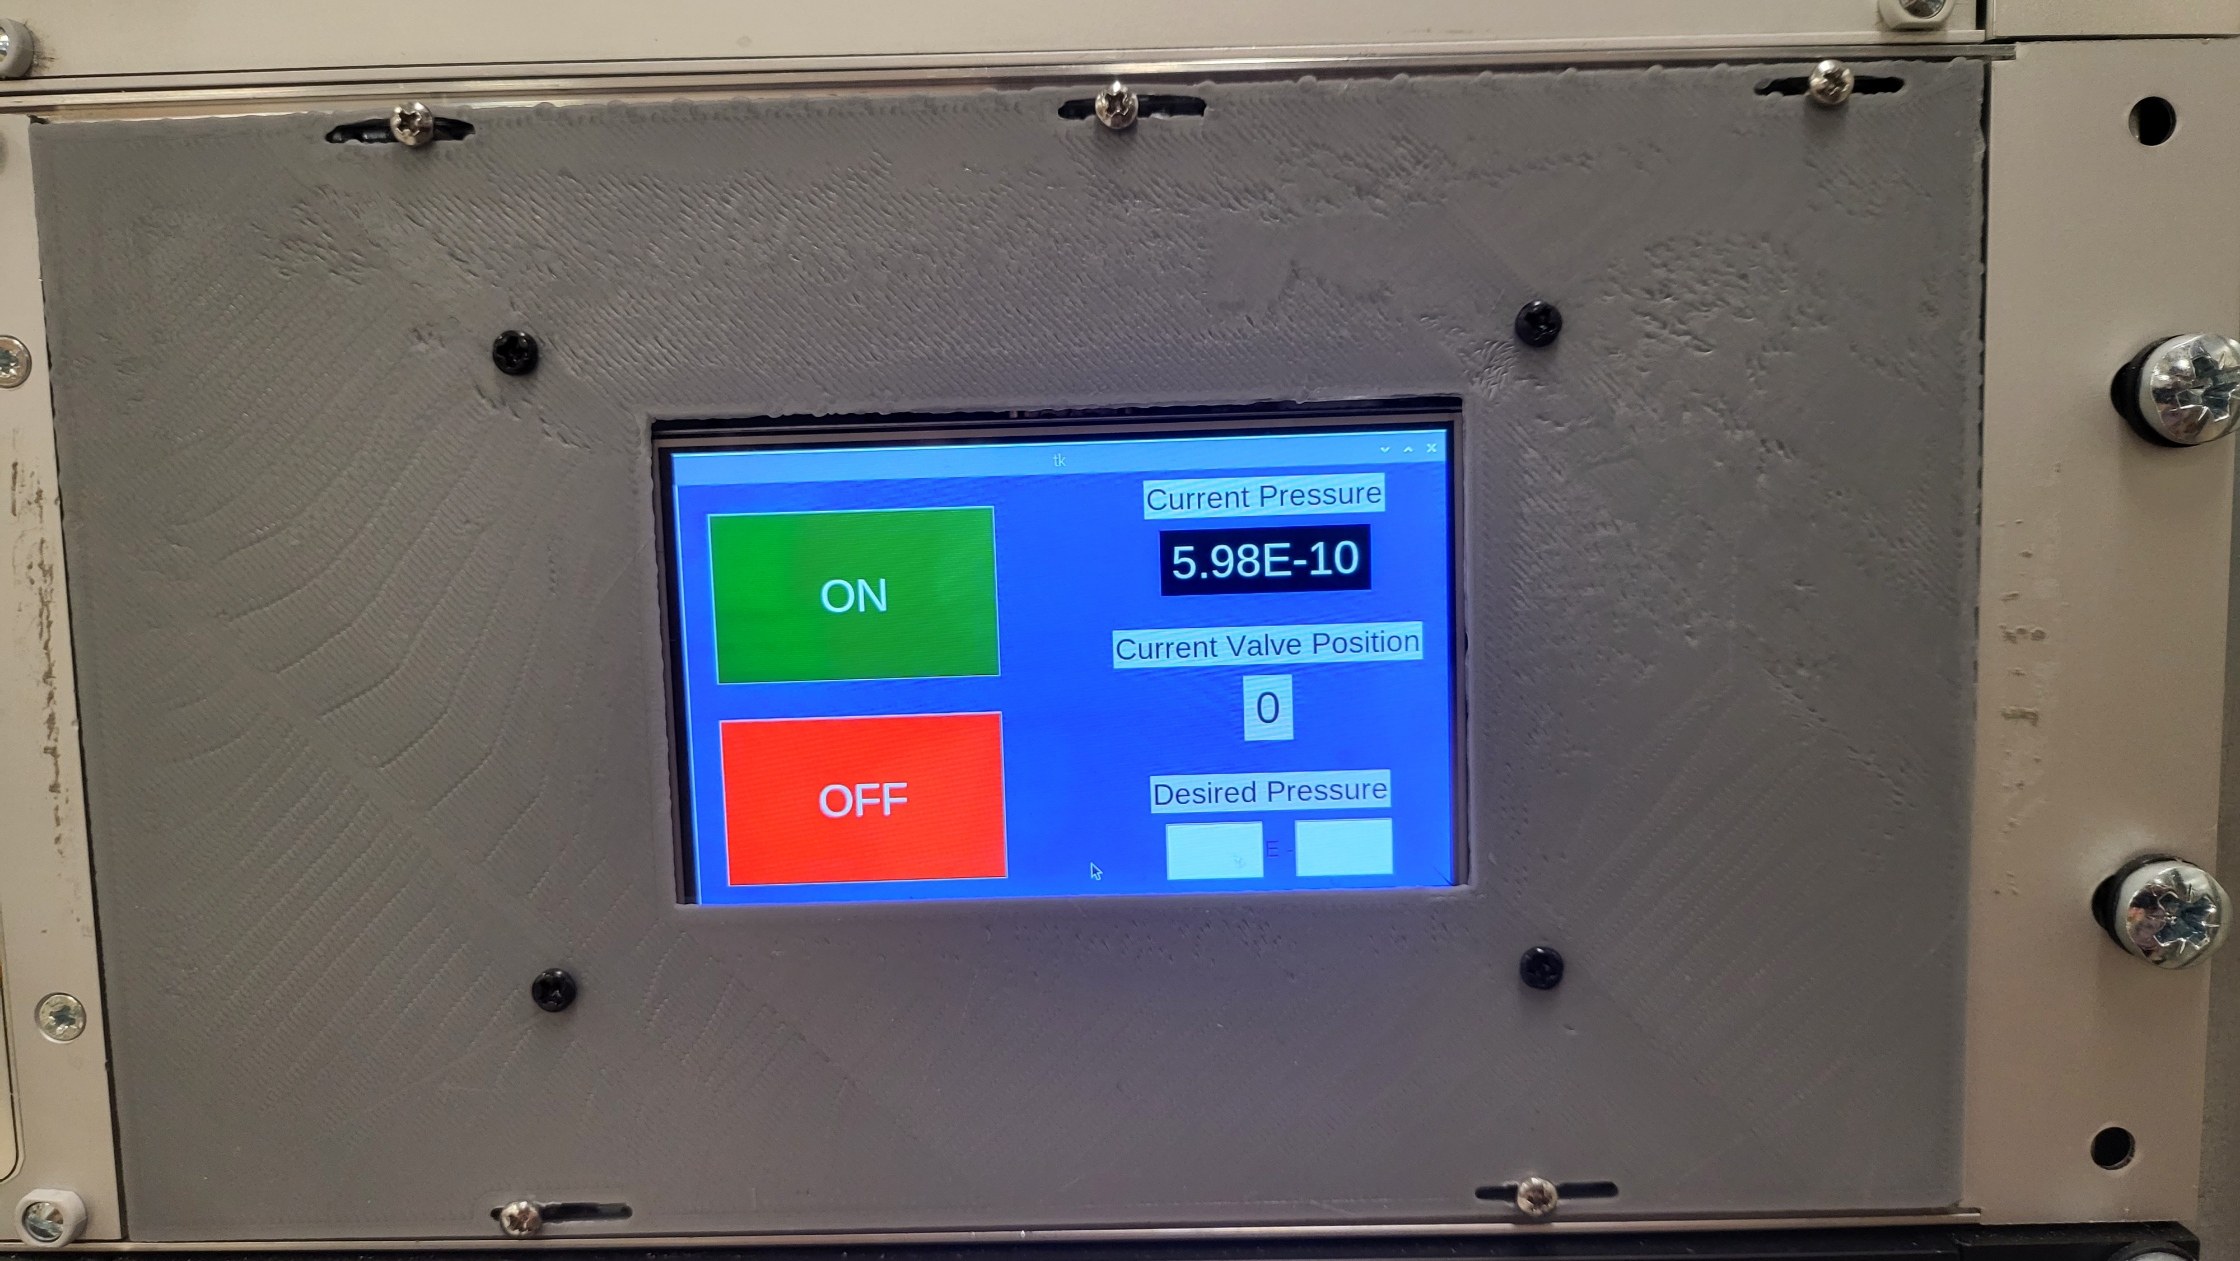 tk
ON
OFF
Current Pressure
5.98E-10
Current Valve Position
0
Desired Pressure
E -